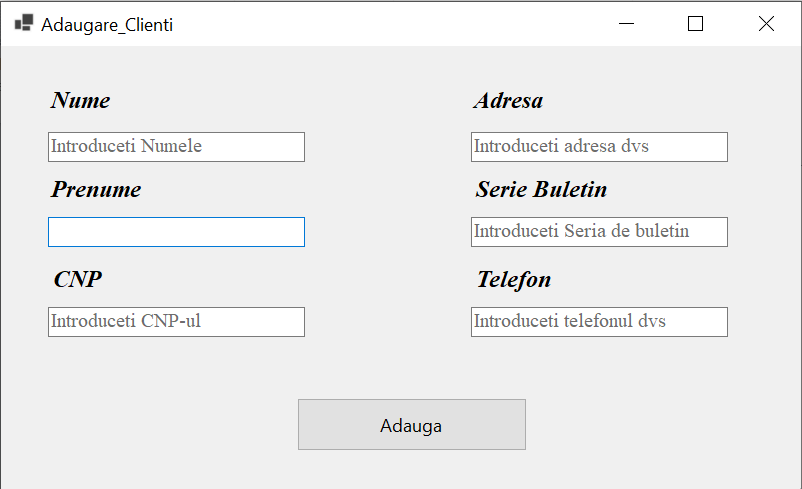 Adaugare_Clienti
Nume
Introduceti Numele
Prenume
CNP
Introduceti CNP-ul
Adresa
Introduceti adresa dvs
Serie Buletin
Introduceti Seria de buletin
Telefon
Introduceti telefonul dvs
Adauga